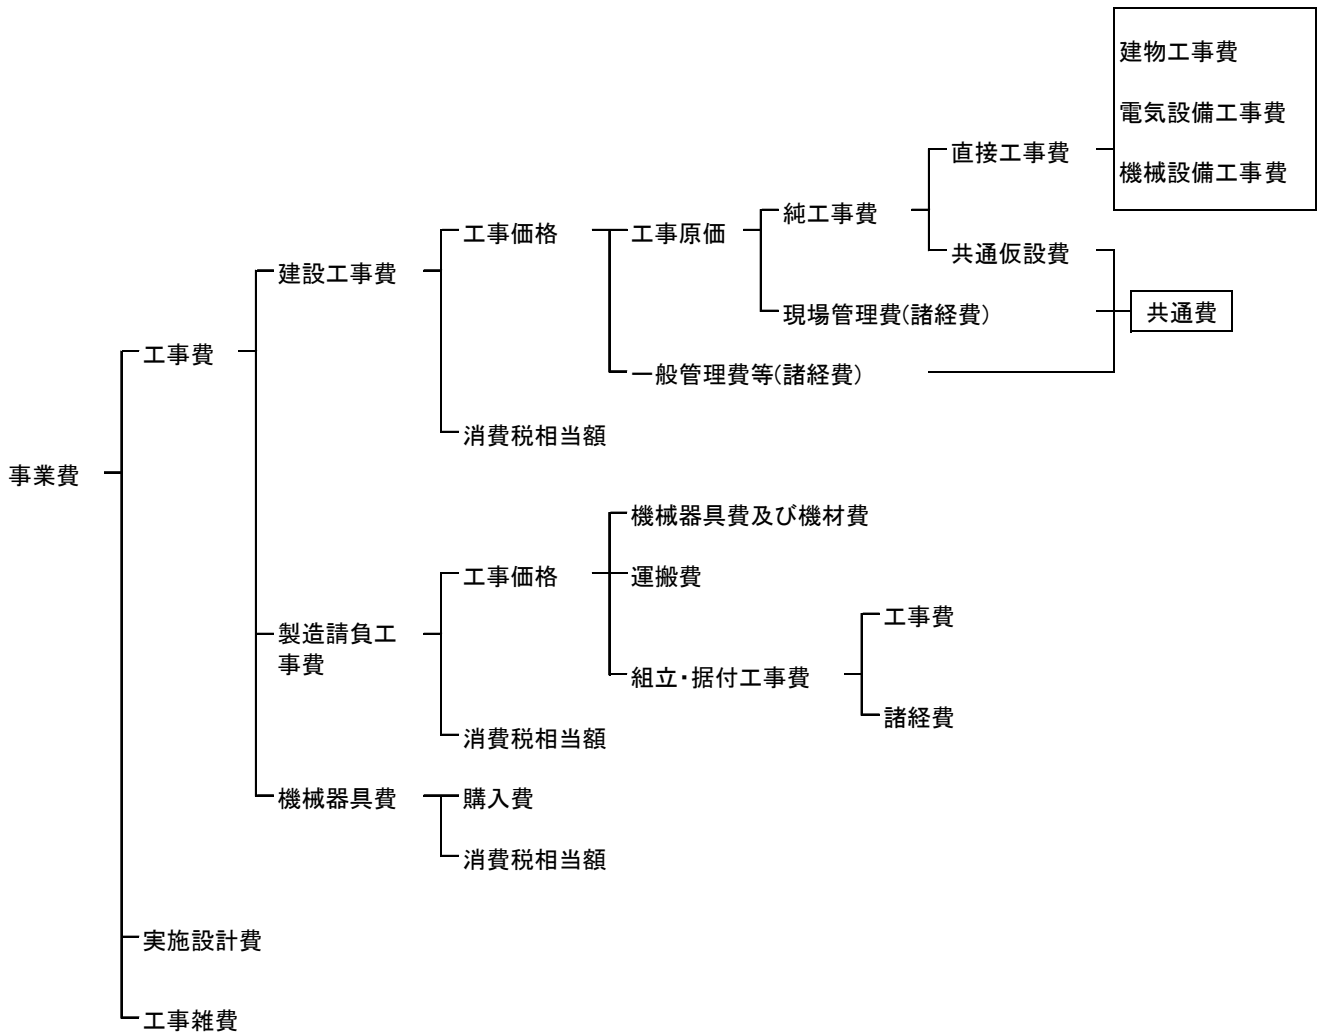 建物工事費
電気設備工事費
直接工事費
機械設備工事費
純工事費
工事価格
工事原価
共通仮設費
建設工事費
現場管理費(諸経費)
共通費
工事費
一般管理費等(諸経費)
消費税相当額
事業費
機械器具費及び機材費
工事価格
運搬費
工事費
製造請負工
事費
組立・据付工事費
諸経費
消費税相当額
機械器具費
購入費
消費税相当額
実施設計費
工事雑費